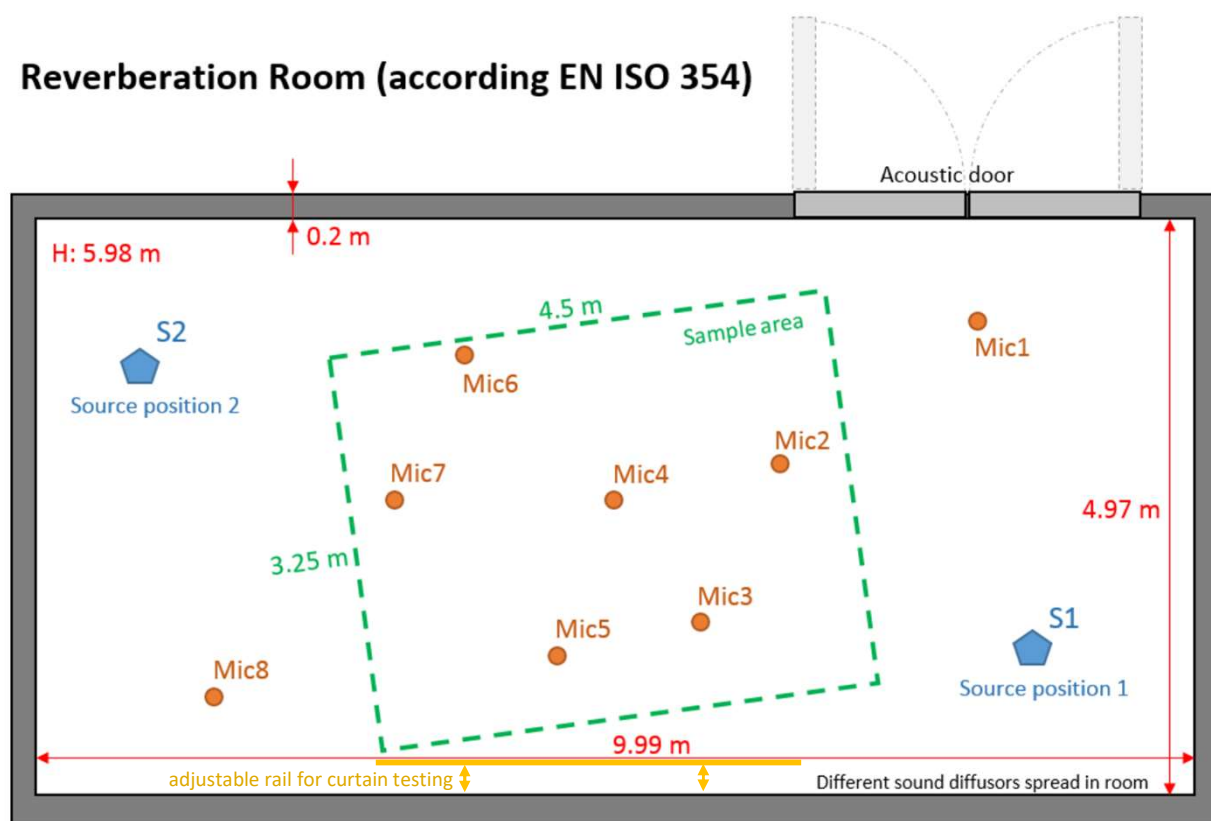 Reverberation Room (according EN ISO 354)
Acoustic door
0.2 m
H: 5.98 m
4.5 m
Sample area
S2
Source position 2
Mic1
Mic6
Mic2
Mic7
Mic4
4.97 m
3.25 m
Mic3
Mic5
S1
Source position 1
Mic8
9.99 m
adjustable rail for curtain testing
Different sound diffusors spread in room